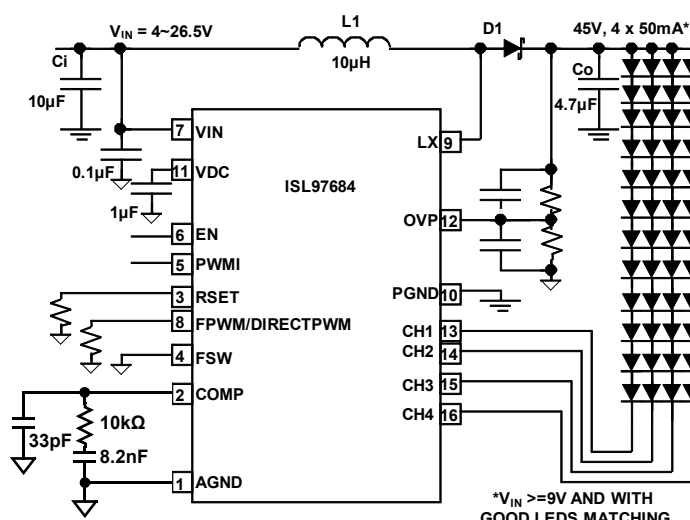 V_IN = 4~26.5V
L1
10µH
D1
45V, 4 x 50mA*
Ci
10µF
Co
4.7µF
0.1µF
1µF
ISL97684
7 VIN
11 VDC
6 EN
5 PWMI
3 RSET
8 FPWM/DIRECTPWM
4 FSW
2 COMP
1 AGND
LX 9
OVP 12
PGND 10
CH1 13
CH2 14
CH3 15
CH4 16
33pF
10kΩ
8.2nF
*V_IN >=9V AND WITH
GOOD LEDS MATCHING